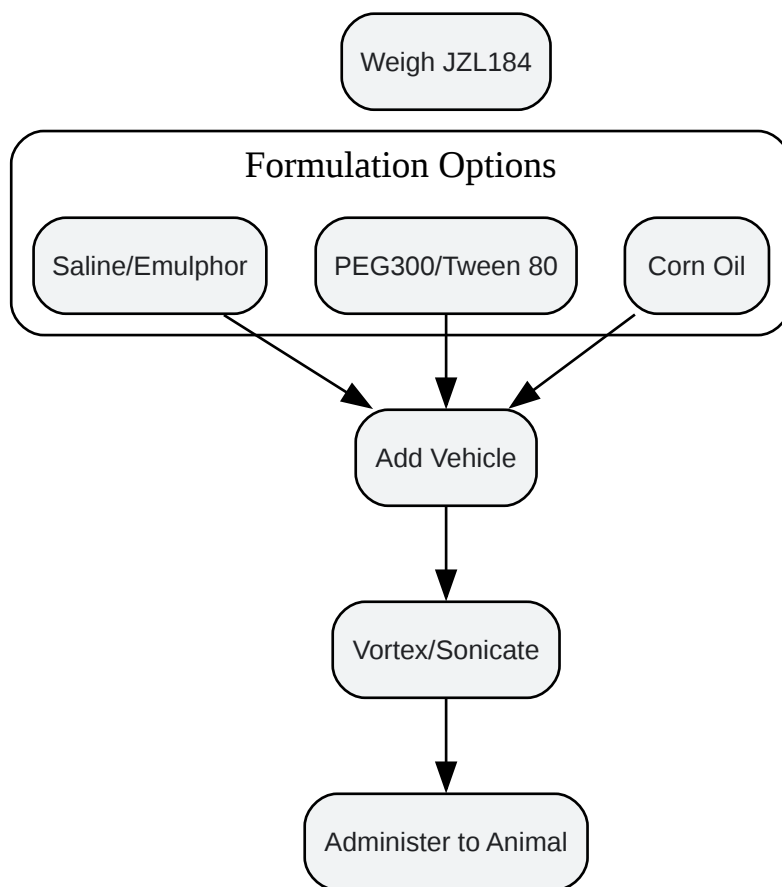 Weigh JZL184
Formulation Options
Saline/Emulphor
PEG300/Tween 80
Corn Oil
Add Vehicle
Vortex/Sonicate
Administer to Animal